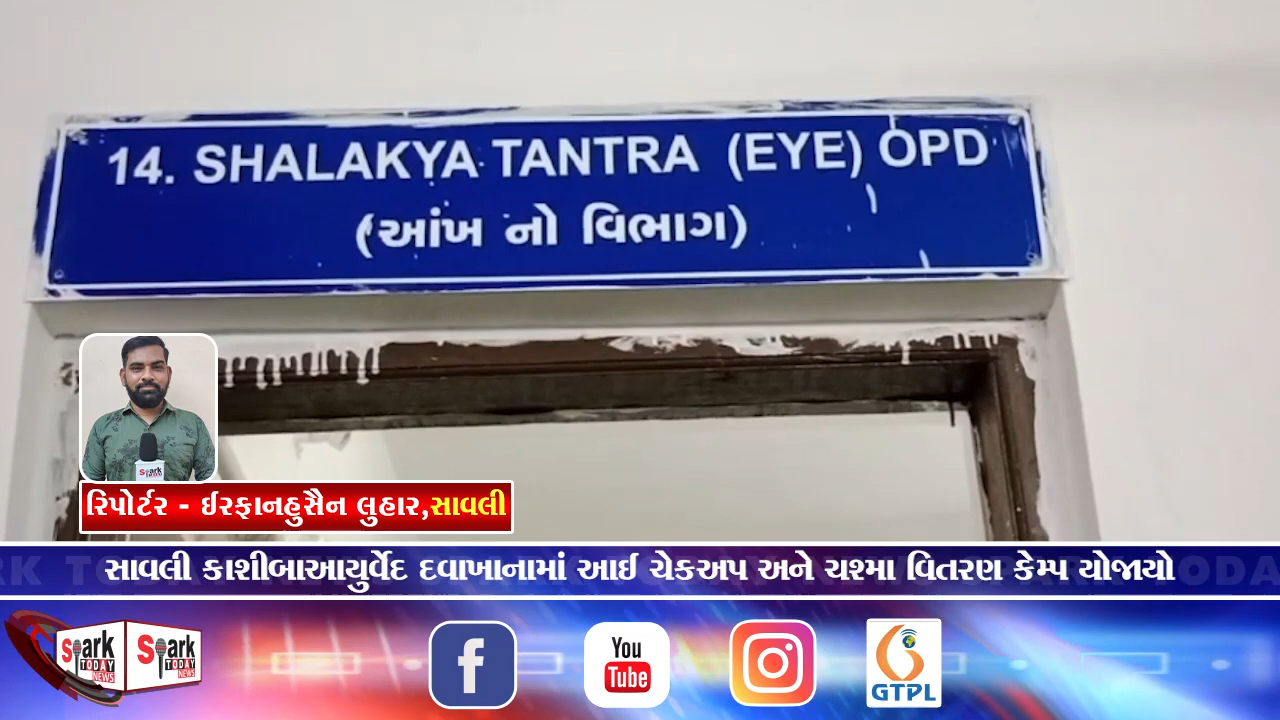 14. SHALAKYA TANTRA (EYE) OPD
(આંખ નો વિભાગ)
Spark
રિપોર્ટર - ઈરફાનહુસૈન લુહાર,સાવલી
સાવલી કાશીબાઆયુર્વેદ દવાખાનામાં આઈ ચેકઅપ અને ચશ્મા વિતરણ કેમ્પ યોજાયો
Spark TODAY NEWS
Spark TODAY NEWS
f
You Tube
GTPL